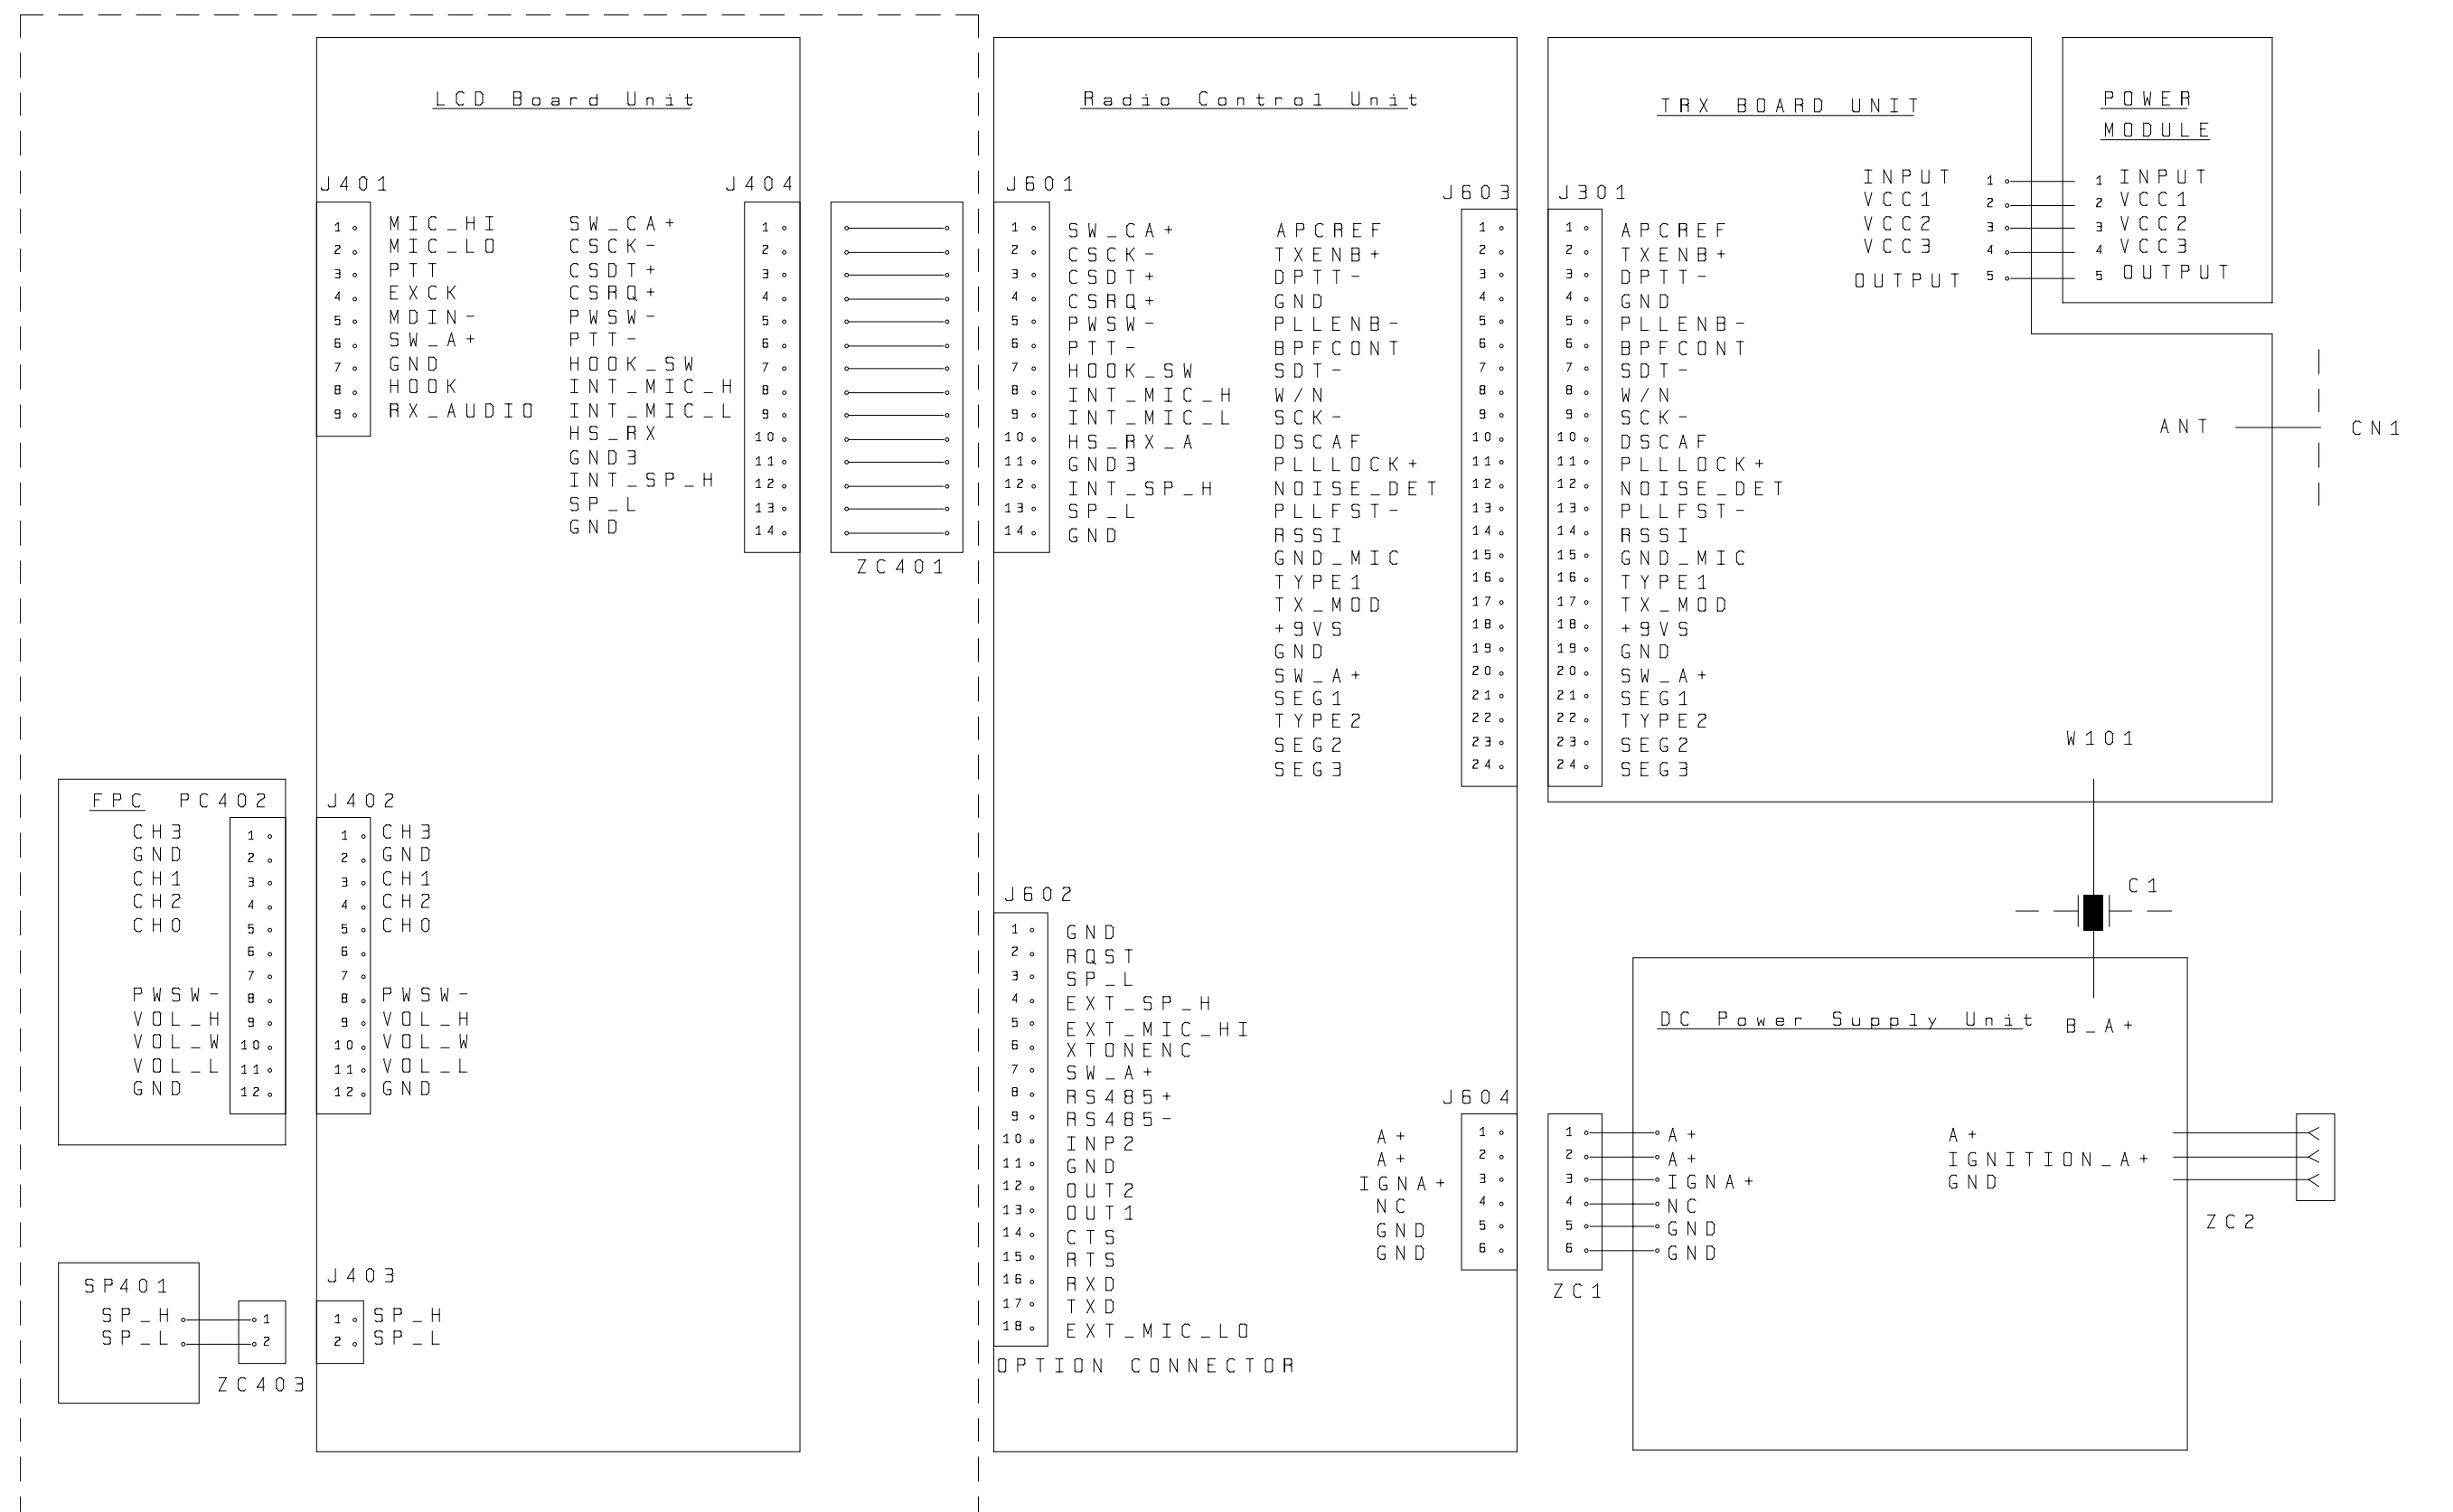 LCD Board Unit
J401
1 MIC_HI
2 MIC_LO
3 PTT
4 EXCK
5 MDIN-
6 SW_A+
7 GND
8 HOOK
9 RX_AUDIO
J404
SW_CA+ 1
CSCK- 2
CSDT+ 3
CSRQ+ 4
PWSW- 5
PTT- 6
HOOK_SW 7
INT_MIC_H 8
INT_MIC_L 9
HS_RX 10
GND3 11
INT_SP_H 12
SP_L 13
GND 14
ZC401
FPC PC402
CH3 1
GND 2
CH1 3
CH2 4
CH0 5
6
7
PWSW- 8
VOL_H 9
VOL_W 10
VOL_L 11
GND 12
J402
1 CH3
2 GND
3 CH1
4 CH2
5 CH0
6
7
8 PWSW-
9 VOL_H
10 VOL_W
11 VOL_L
12 GND
SP401
SP_H 1
SP_L 2
ZC403
J403
1 SP_H
2 SP_L
Radio Control Unit
J601
1 SW_CA+
2 CSCK-
3 CSDT+
4 CSRQ+
5 PWSW-
6 PTT-
7 HOOK_SW
8 INT_MIC_H
9 INT_MIC_L
10 HS_RX_A
11 GND3
12 INT_SP_H
13 SP_L
14 GND
J603
APCREF 1
TXENB+ 2
DPTT- 3
GND 4
PLLENB- 5
BPFCONT 6
SDT- 7
W/N 8
SCK- 9
DSCAF 10
PLLLOCK+ 11
NOISE_DET 12
PLLFST- 13
RSSI 14
GND_MIC 15
TYPE1 16
TX_MOD 17
+9VS 18
GND 19
SW_A+ 20
SEG1 21
TYPE2 22
SEG2 23
SEG3 24
J602
1 GND
2 RQST
3 SP_L
4 EXT_SP_H
5 EXT_MIC_HI
6 XTONENC
7 SW_A+
8 RS485+
9 RS485-
10 INP2
11 GND
12 OUT2
13 OUT1
14 CTS
15 RTS
16 RXD
17 TXD
18 EXT_MIC_LO
OPTION CONNECTOR
J604
A+ 1
A+ 2
IGNA+ 3
NC 4
GND 5
GND 6
TRX BOARD UNIT
J301
1 APCREF
2 TXENB+
3 DPTT-
4 GND
5 PLLENB-
6 BPFCONT
7 SDT-
8 W/N
9 SCK-
10 DSCAF
11 PLLLOCK+
12 NOISE_DET
13 PLLFST-
14 RSSI
15 GND_MIC
16 TYPE1
17 TX_MOD
18 +9VS
19 GND
20 SW_A+
21 SEG1
22 TYPE2
23 SEG2
24 SEG3
INPUT 1
VCC1 2
VCC2 3
VCC3 4
OUTPUT 5
POWER
MODULE
1 INPUT
2 VCC1
3 VCC2
4 VCC3
5 OUTPUT
ANT CN1
W101
C1
DC Power Supply Unit B_A+
1 A+
2 A+
3 IGNA+
4 NC
5 GND
6 GND
ZC1
A+
IGNITION_A+
GND
ZC2